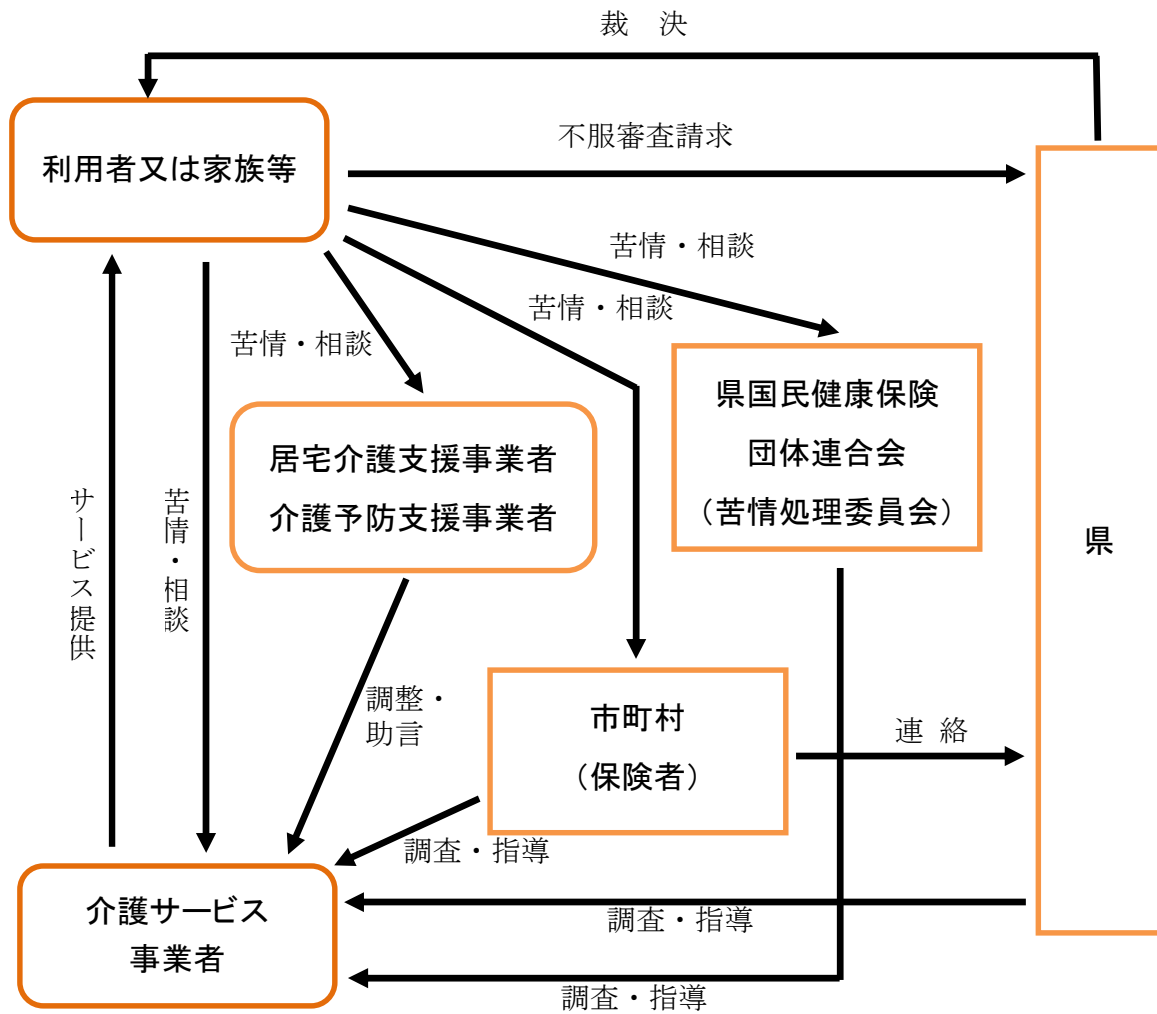 裁　決
利用者又は家族等
不服審査請求
苦情・相談
苦情・相談
苦情・相談
県国民健康保険
団体連合会
（苦情処理委員会）
居宅介護支援事業者
介護予防支援事業者
県
サービス提供
苦情・相談
調整・
助言
市町村
（保険者）
連 絡
調査・指導
介護サービス
事業者
調査・指導
調査・指導